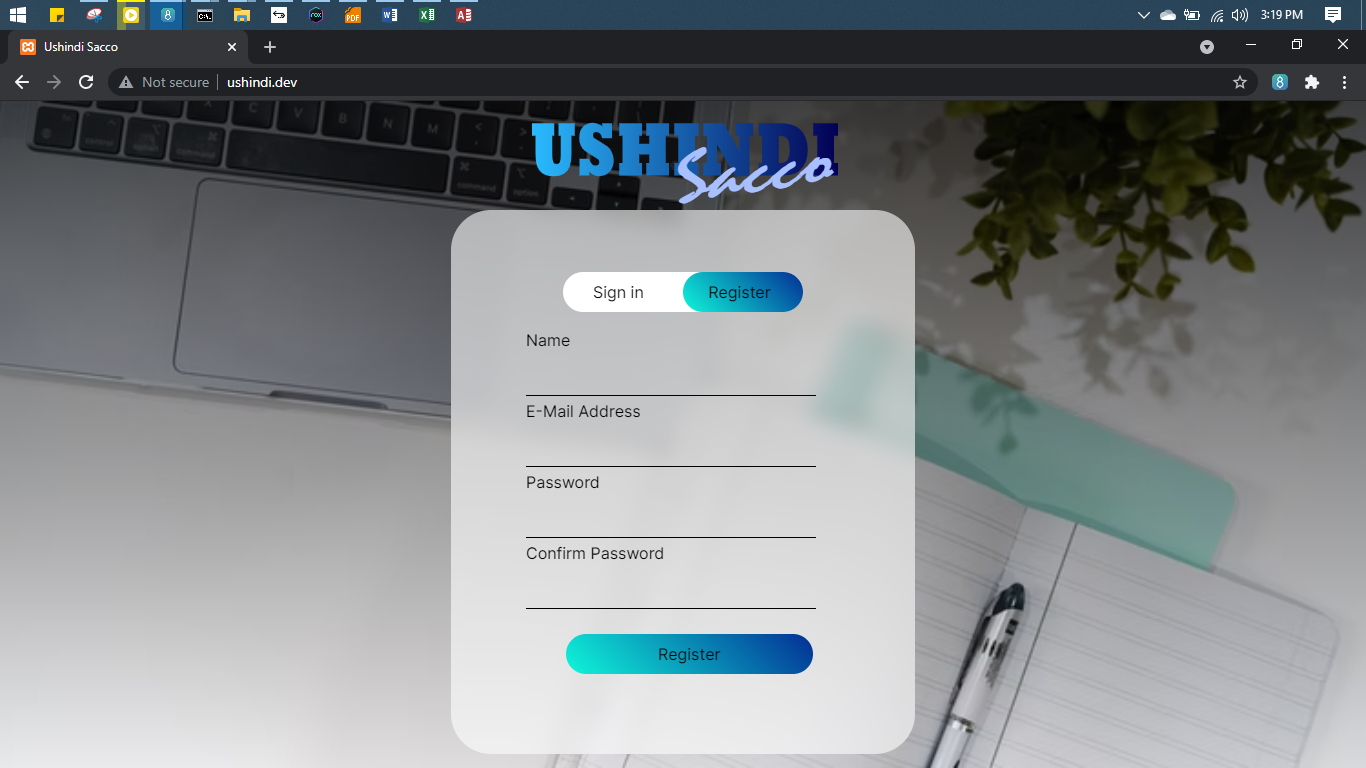 3:19 PM
Ushindi Sacco
Not secure ushindi.dev
USHINDI
Sacco
Sign in Register
Name
E-Mail Address
Password
Confirm Password
Register